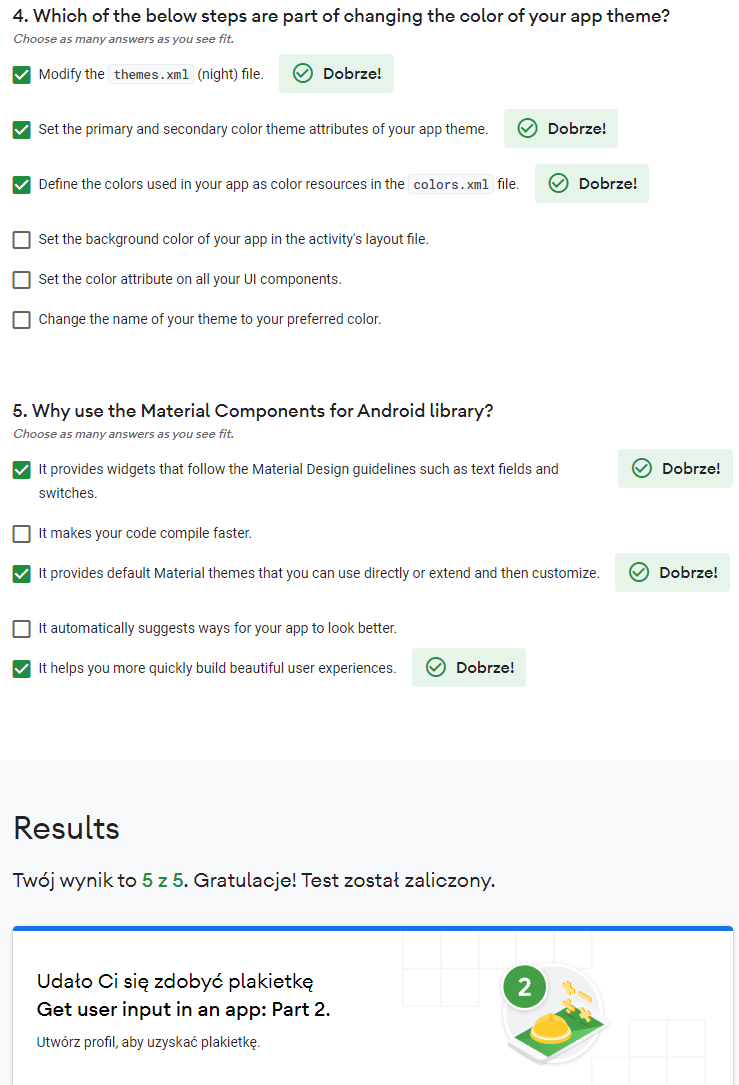 4. Which of the below steps are part of changing the color of your app theme?
Choose as many answers as you see fit.
Modify the themes.xml (night) file. Dobrze!
Set the primary and secondary color theme attributes of your app theme. Dobrze!
Define the colors used in your app as color resources in the colors.xml file. Dobrze!
Set the background color of your app in the activity's layout file.
Set the color attribute on all your UI components.
Change the name of your theme to your preferred color.
5. Why use the Material Components for Android library?
Choose as many answers as you see fit.
It provides widgets that follow the Material Design guidelines such as text fields and Dobrze!
switches.
It makes your code compile faster.
It provides default Material themes that you can use directly or extend and then customize. Dobrze!
It automatically suggests ways for your app to look better.
It helps you more quickly build beautiful user experiences. Dobrze!
Results
Twój wynik to 5 z 5. Gratulacje! Test został zaliczony.
Udało Ci się zdobyć plakietkę
Get user input in an app: Part 2.
Utwórz profil, aby uzyskać plakietkę.
2